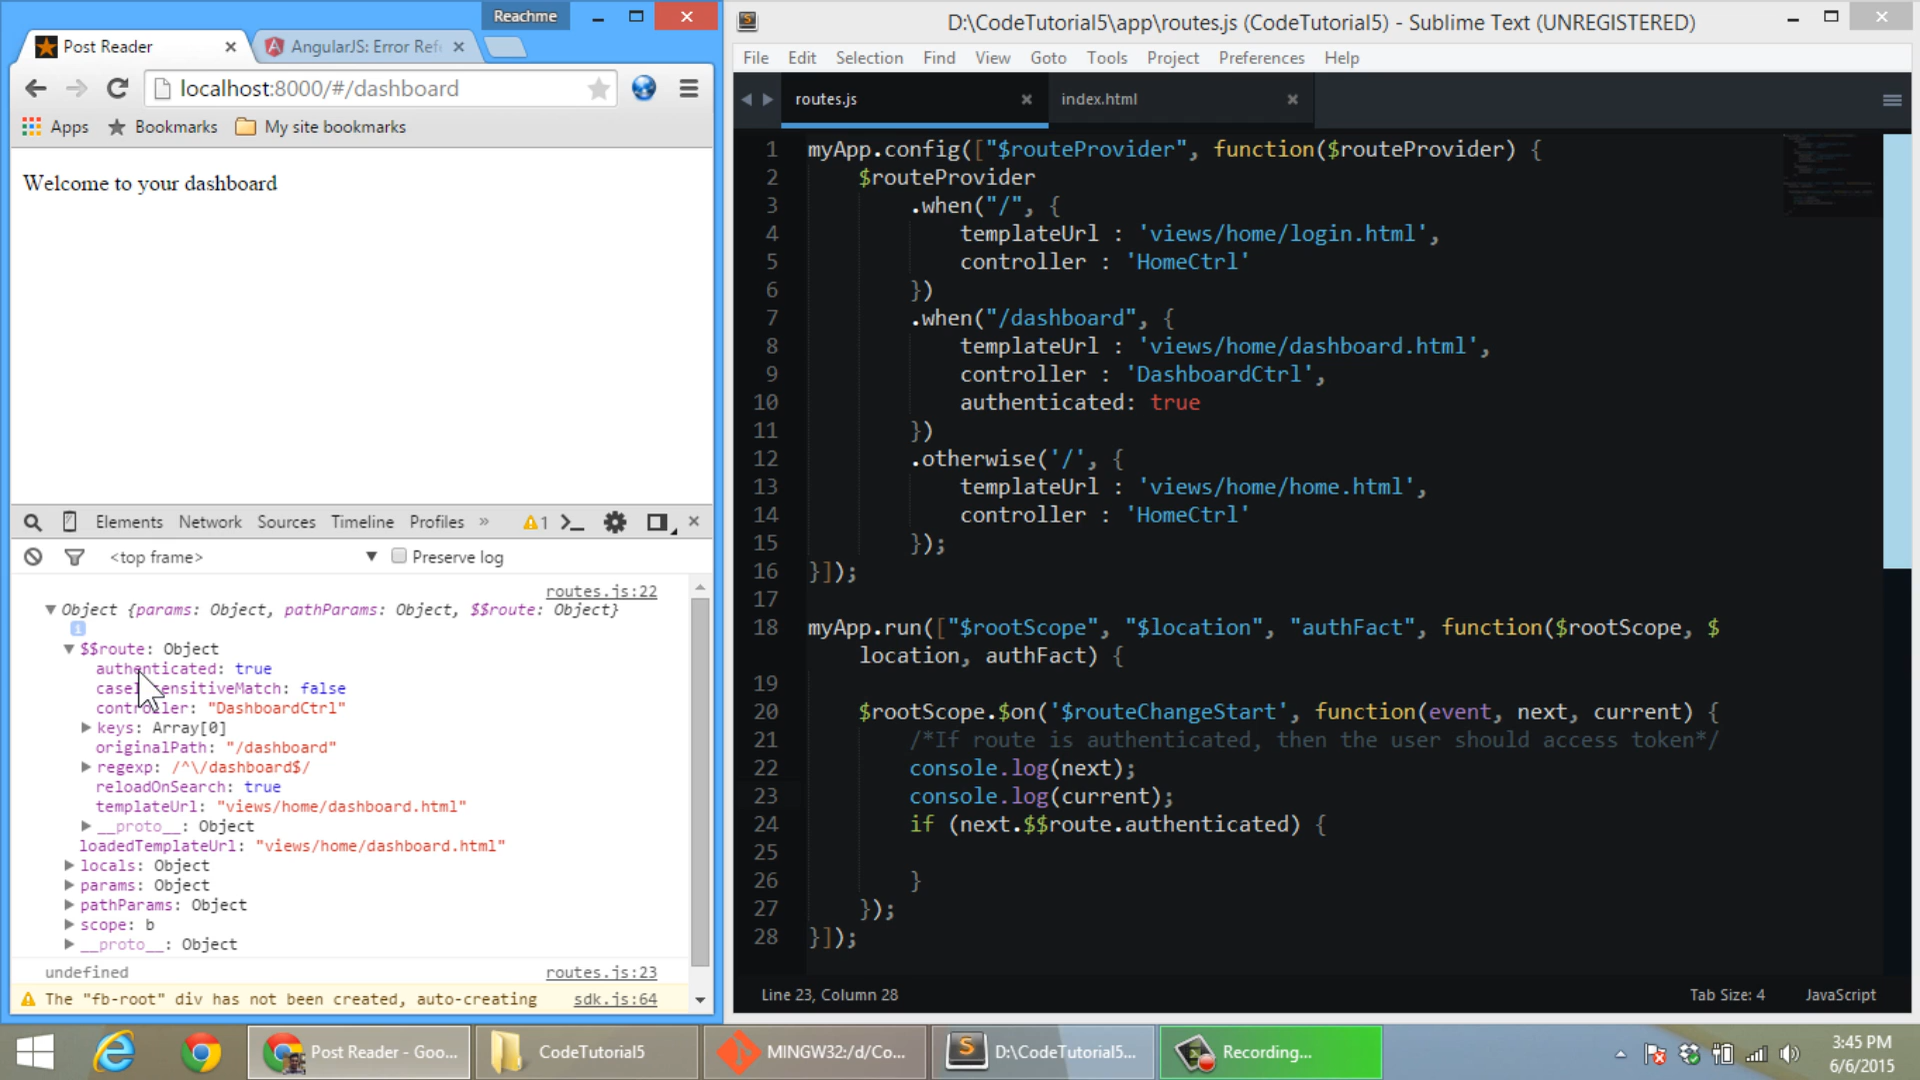 Reachme
Post Reader
AngularJS: Error Ref
localhost:8000/#/dashboard
Apps
Bookmarks
My site bookmarks
Welcome to your dashboard
Elements
Network
Sources
Timeline
Profiles
»
1
<top frame>
Preserve log
routes.js:22
Object {params: Object, pathParams: Object, $$route: Object}
i
$$route: Object
authenticated: true
controller: "DashboardCtrl"
keys: Array[0]
originalPath: "/dashboard"
regexp: /^\/dashboard$/
reloadOnSearch: true
templateUrl: "views/home/dashboard.html"
__proto__: Object
loadedTemplateUrl: "views/home/dashboard.html"
locals: Object
params: Object
pathParams: Object
scope: b
__proto__: Object
undefined
routes.js:23
The "fb-root" div has not been created, auto-creating
sdk.js:64
D:\CodeTutorial5\app\routes.js (CodeTutorial5) - Sublime Text (UNREGISTERED)
File Edit Selection Find View Goto Tools Project Preferences Help
routes.js
index.html
1 myApp.config(["$routeProvider", function($routeProvider) {
2 $routeProvider
3 .when("/", {
4 templateUrl : 'views/home/login.html',
5 controller : 'HomeCtrl'
6 })
7 .when("/dashboard", {
8 templateUrl : 'views/home/dashboard.html',
9 controller : 'DashboardCtrl',
10 authenticated: true
11 })
12 .otherwise('/', {
13 templateUrl : 'views/home/home.html',
14 controller : 'HomeCtrl'
15 });
16 }]);
17
18 myApp.run(["$rootScope", "$location", "authFact", function($rootScope, $
location, authFact) {
19
20 $rootScope.$on('$routeChangeStart', function(event, next, current) {
21 /*If route is authenticated, then the user should access token*/
22 console.log(next);
23 console.log(current);
24 if (next.$$route.authenticated) {
25
26 }
27 });
28 }]);
Line 23, Column 28
Tab Size: 4
JavaScript
Post Reader - Goo...
CodeTutorial5
MINGW32:/d/Co...
D:\CodeTutorial5...
Recording...
3:45 PM
6/6/2015